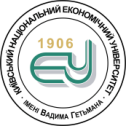 КИЇВСЬКИЙ НАЦІОНАЛЬНИЙ ЕКОНОМІЧНИЙ УНІВЕРСИТЕТ
1906
ІМЕНІ ВАДИМА ГЕТЬМАНА